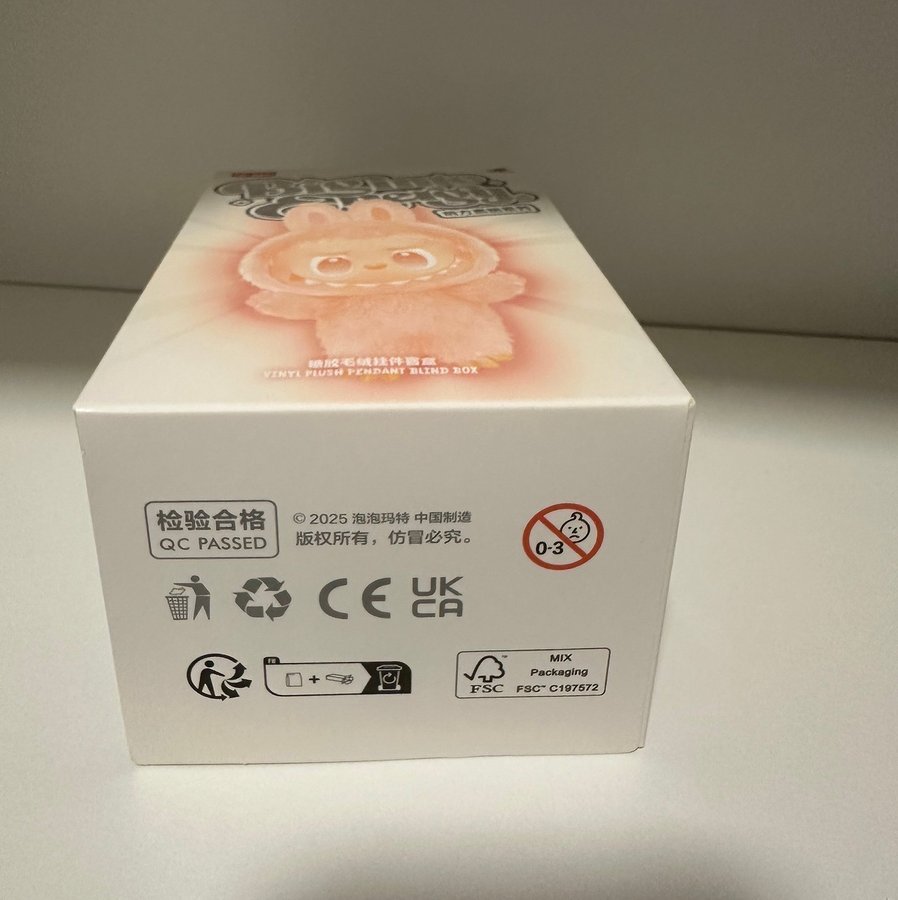 糖胶毛绒挂件盲盒
VINYL PLUSH PENDANT BLIND BOX
检验合格
QC PASSED
© 2025 泡泡玛特 中国制造
版权所有，仿冒必究。
0-3
CE
UK
CA
FR
FSC™
MIX
Packaging
FSC™ C197572